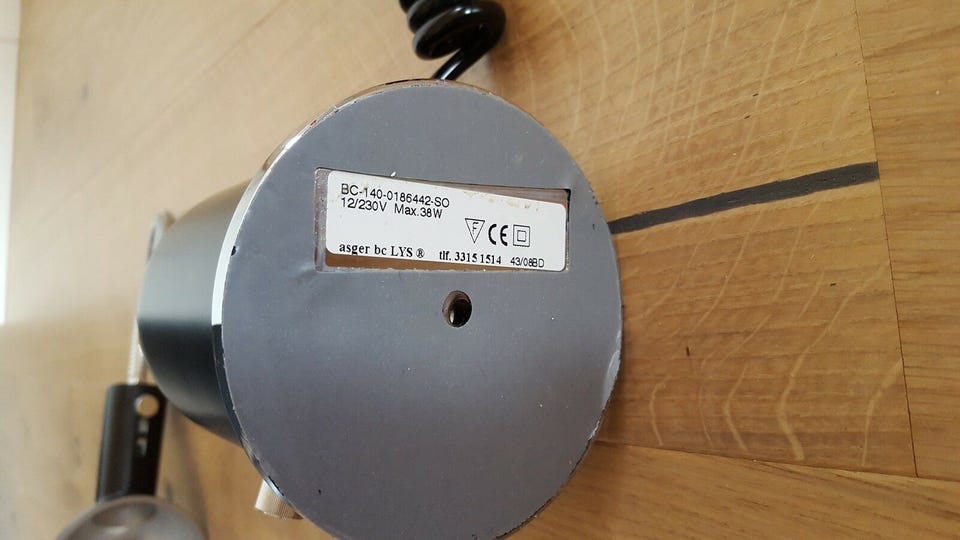 BC-140-0186442-SO
12/230V Max.38W
F CE
asger bc LYS ® tlf. 3315 1514 43/08BD